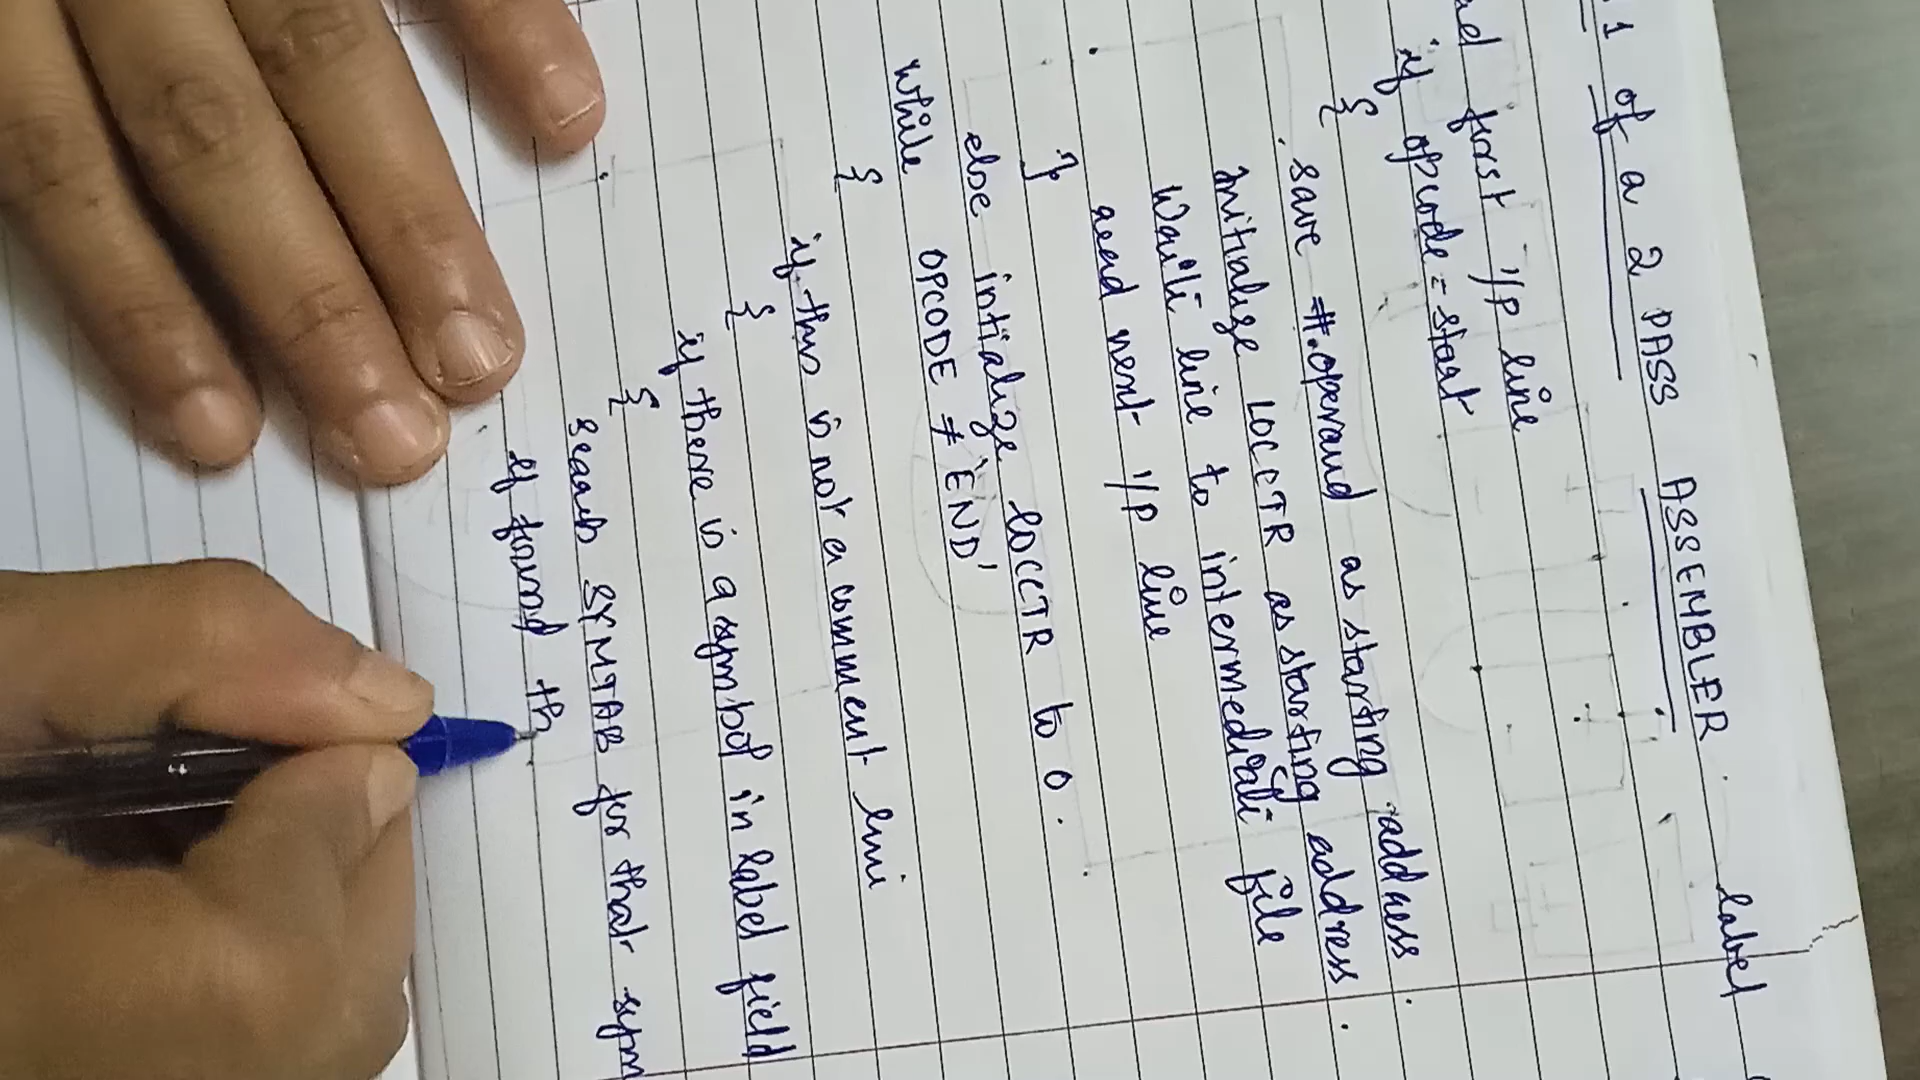 1 of a 2 PASS ASSEMBLER
label
first I/P line
if opcode = start
{
save #operand as starting address
initialize LOCCTR as starting address
Write line to intermediate file
read next I/P line
}
else intialize LOCCTR to 0.
while OPCODE ≠ 'END'
{
if this is not a comment line
{
if there is a symbol in label field
{
search SYMTAB for that sym
if found th